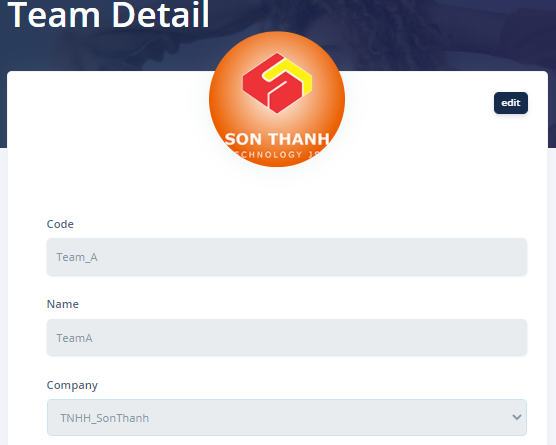 Team Detail
edit
SON THANH
Code
Team_A
Name
TeamA
Company
TNHH_SonThanh